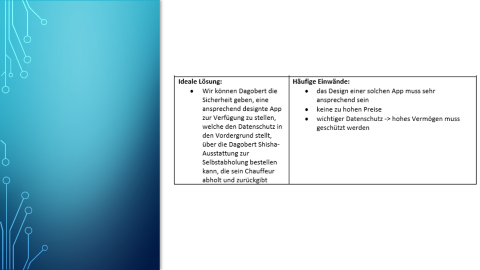 Ideale Lösung:
• Wir können Dagobert die
Sicherheit geben, eine
ansprechend designte App
zur Verfügung zu stellen,
welche den Datenschutz in
den Vordergrund stellt,
über die Dagobert Shisha-
Ausstattung zur
Selbstabholung bestellen
kann, die sein Chauffeur
abholt und zurückgibt
Häufige Einwände:
• das Design einer solchen App muss sehr
ansprechend sein
• keine zu hohen Preise
• wichtiger Datenschutz -> hohes Vermögen muss
geschützt werden